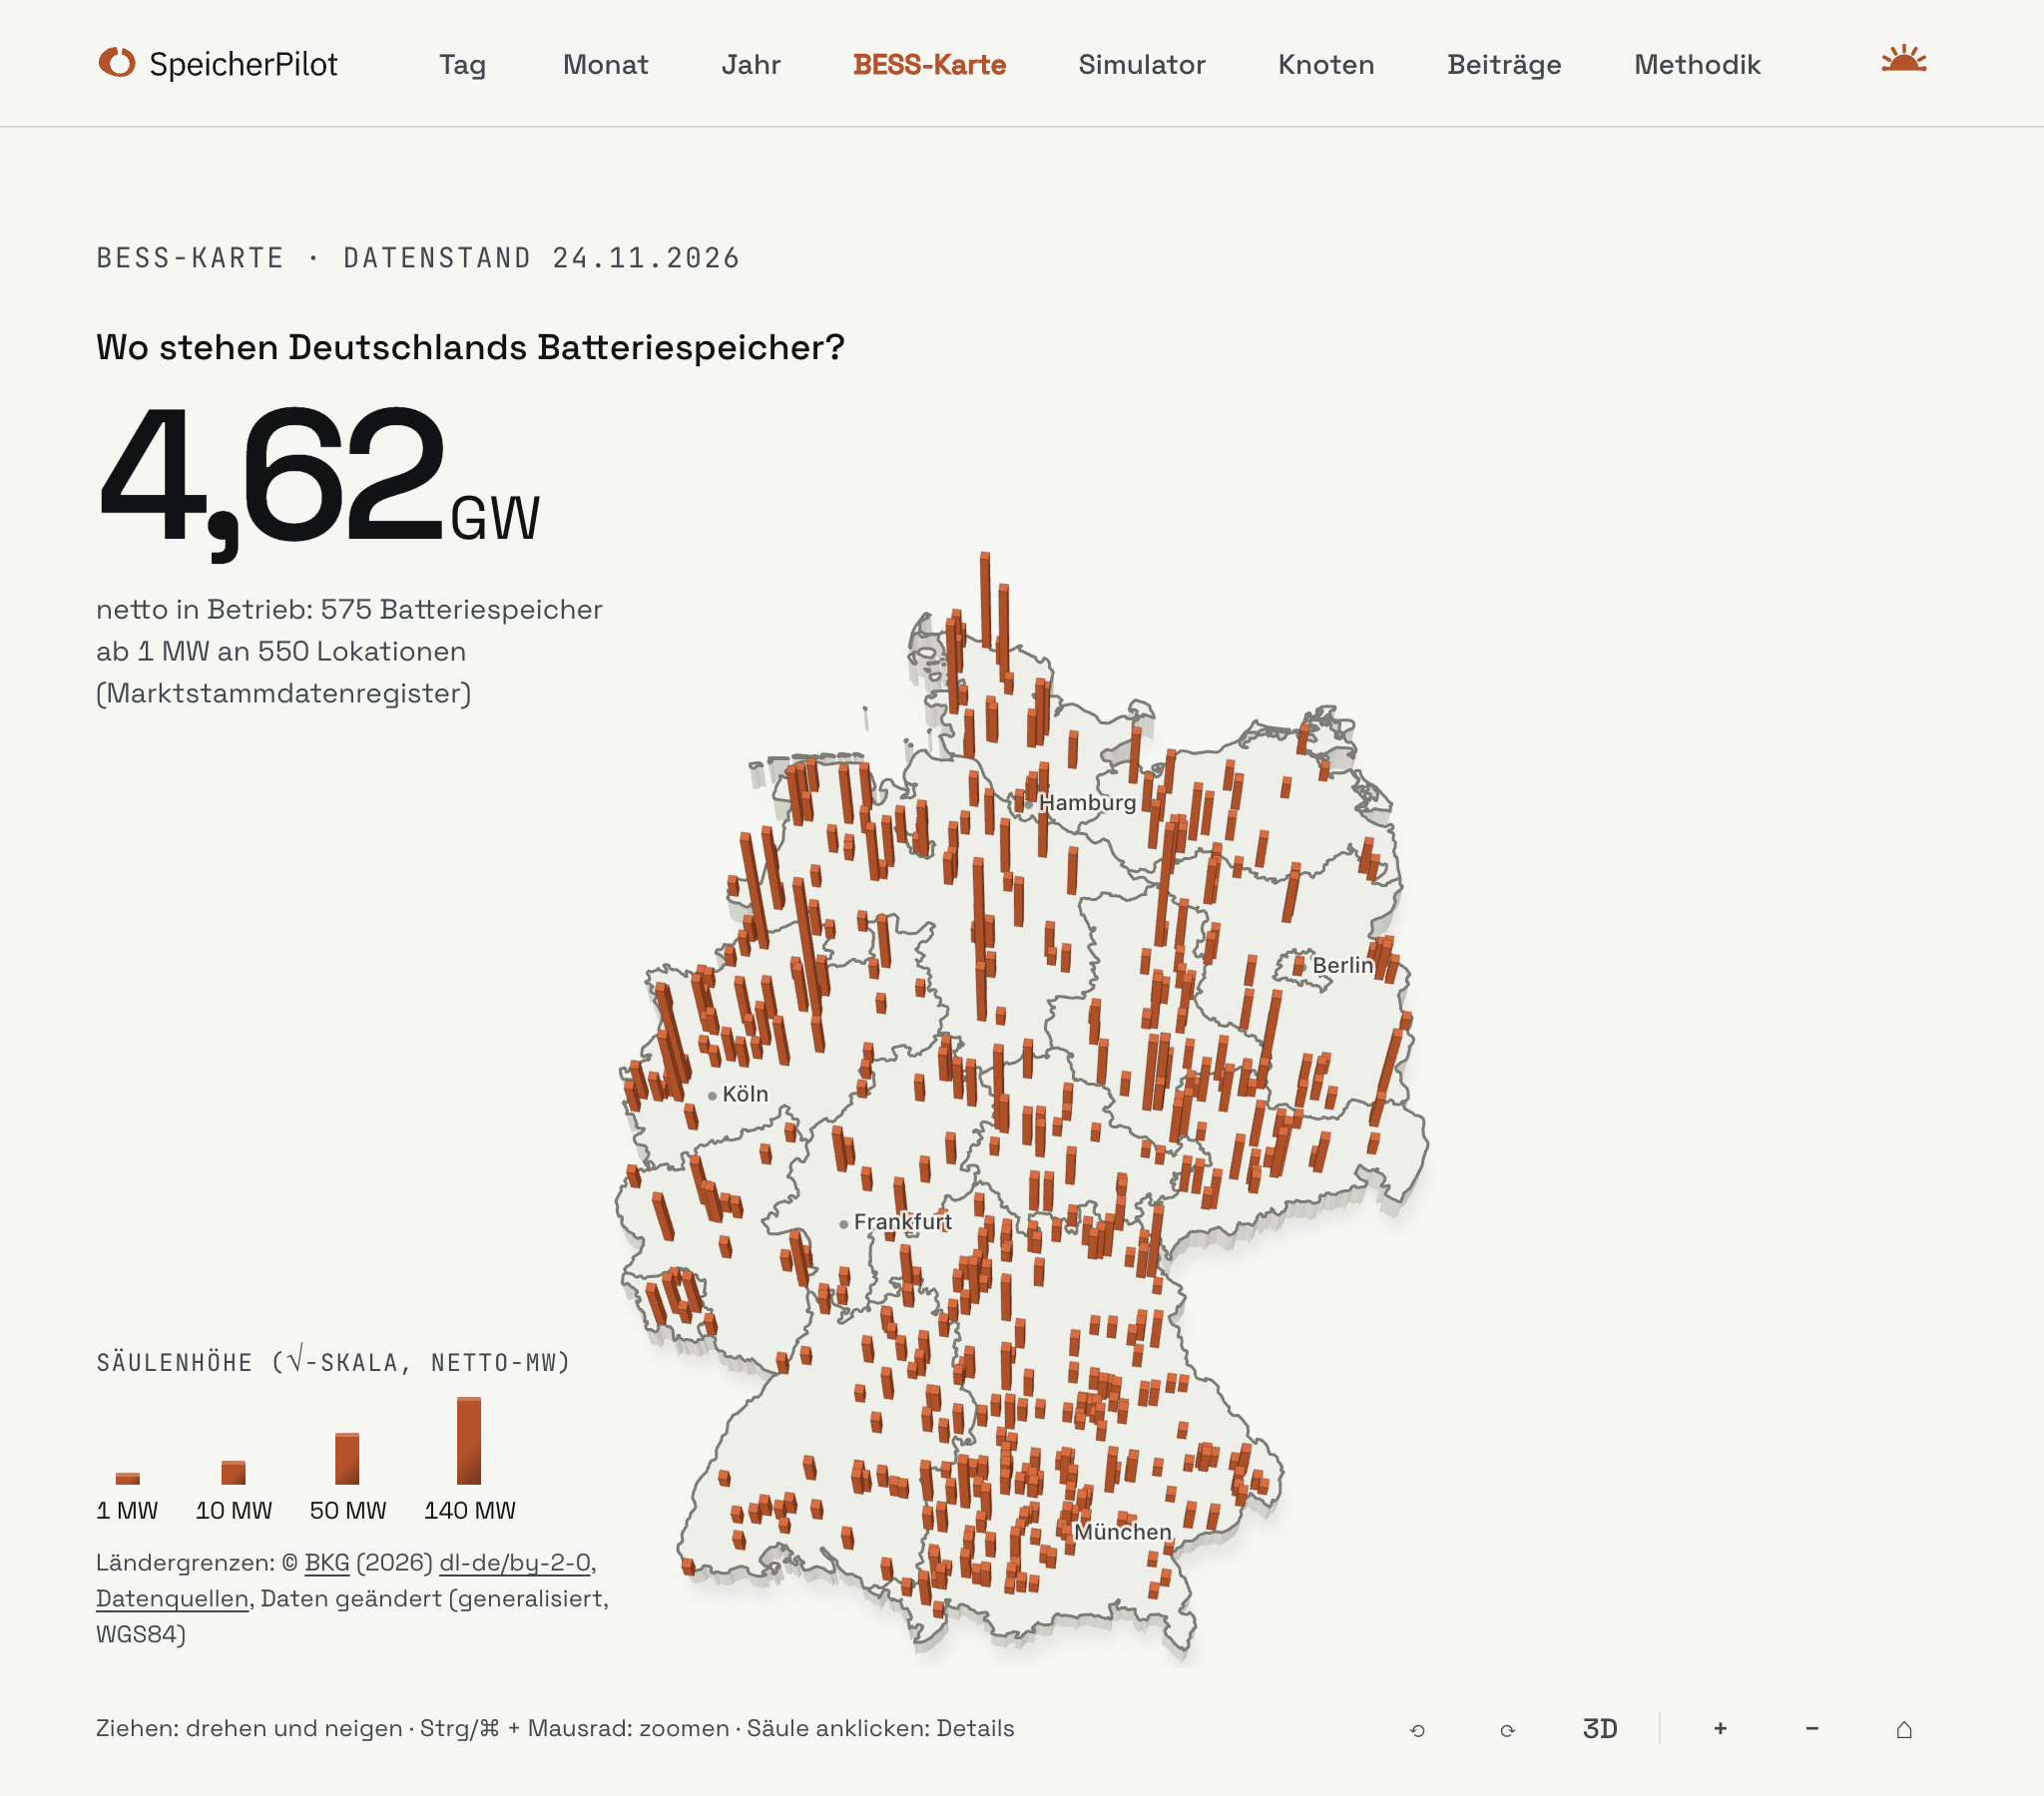 SpeicherPilot Tag Monat Jahr BESS-Karte Simulator Knoten Beiträge Methodik
BESS-KARTE · DATENSTAND 24.11.2026
Wo stehen Deutschlands Batteriespeicher?
4,62 GW
netto in Betrieb: 575 Batteriespeicher
ab 1 MW an 550 Lokationen
(Marktstammdatenregister)
Hamburg
Berlin
Köln
Frankfurt
München
SÄULENHÖHE (√-SKALA, NETTO-MW)
1 MW 10 MW 50 MW 140 MW
Ländergrenzen: © BKG (2026) dl-de/by-2-0,
Datenquellen, Daten geändert (generalisiert,
WGS84)
Ziehen: drehen und neigen · Strg/⌘ + Mausrad: zoomen · Säule anklicken: Details
⟲ ⟳ 3D + − ⌂